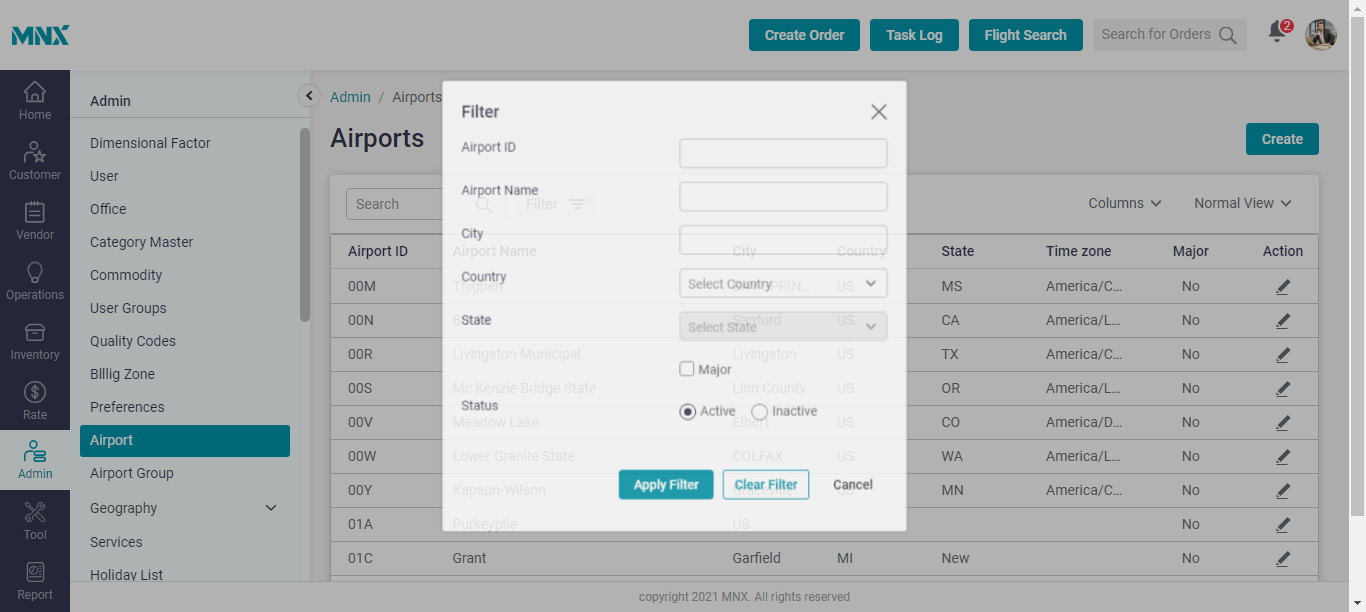 MNX
Create Order
Task Log
Flight Search
Search for Orders
2
Home
Customer
Vendor
Operations
Inventory
Rate
Admin
Tool
Report
Admin
Dimensional Factor
User
Office
Category Master
Commodity
User Groups
Quality Codes
Blllig Zone
Preferences
Airport
Airport Group
Geography
Services
Holiday List
Admin / Airports
Airports
Create
Search
Filter
Columns
Normal View
Airport ID Airport Name City Country State Time zone Major Action
00M Thigpen US MS America/C... No
00N Sanford US CA America/L... No
00R Livingston Municipal Livingston US TX America/C... No
00S Mc Kenzie Bridge State Linn County US OR America/L... No
00V Meadow Lake Elbert US CO America/D... No
00W Lower Granite State COLFAX US WA America/L... No
00Y Kapaun-Wilson Graceville US MN America/C... No
01A Purkeypile US No
01C Grant Garfield MI New No
Filter
Airport ID
Airport Name
City
Country
Select Country
State
Select State
Major
Status
Active
Inactive
Apply Filter
Clear Filter
Cancel
copyright 2021 MNX. All rights reserved